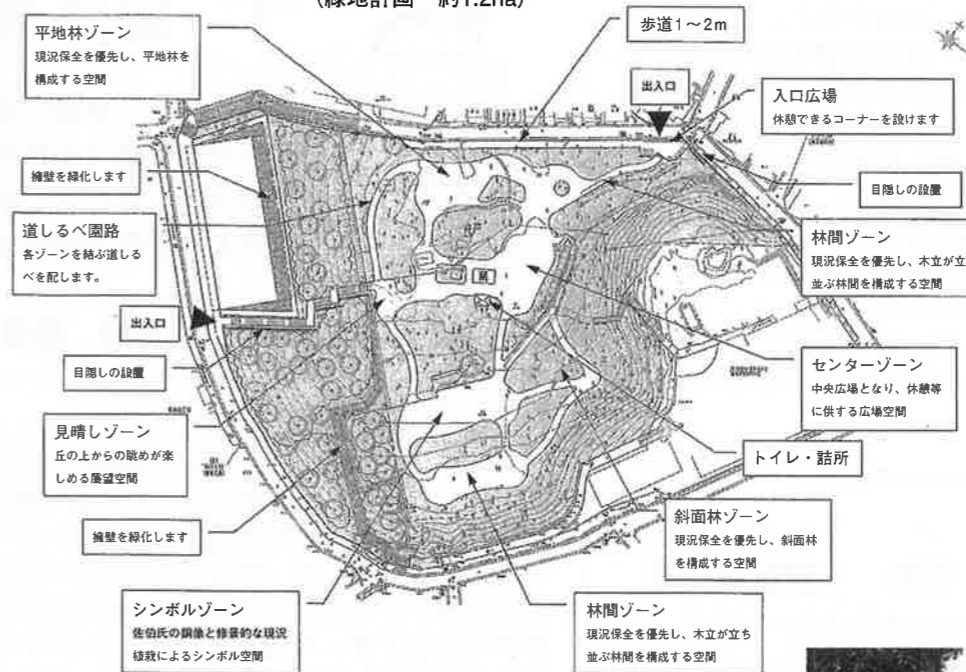 (緑地計画 約1.2ha)
平地林ゾーン
現況保全を優先し、平地林を
構成する空間
歩道1～2m
出入口
入口広場
休憩できるコーナーを設けます
擁壁を緑化します
目隠しの設置
道しるべ園路
各ゾーンを結ぶ道しる
べを配します。
林間ゾーン
現況保全を優先し、木立が立
並ぶ林間を構成する空間
出入口
目隠しの設置
センターゾーン
中央広場となり、休憩等
に供する広場空間
見晴しゾーン
丘の上からの眺めが楽
しめる展望空間
トイレ・詰所
擁壁を緑化します
斜面林ゾーン
現況保全を優先し、斜面林
を構成する空間
シンボルゾーン
佐伯氏の銅像と修景的な現況
植栽によるシンボル空間
林間ゾーン
現況保全を優先し、木立が立ち
並ぶ林間を構成する空間